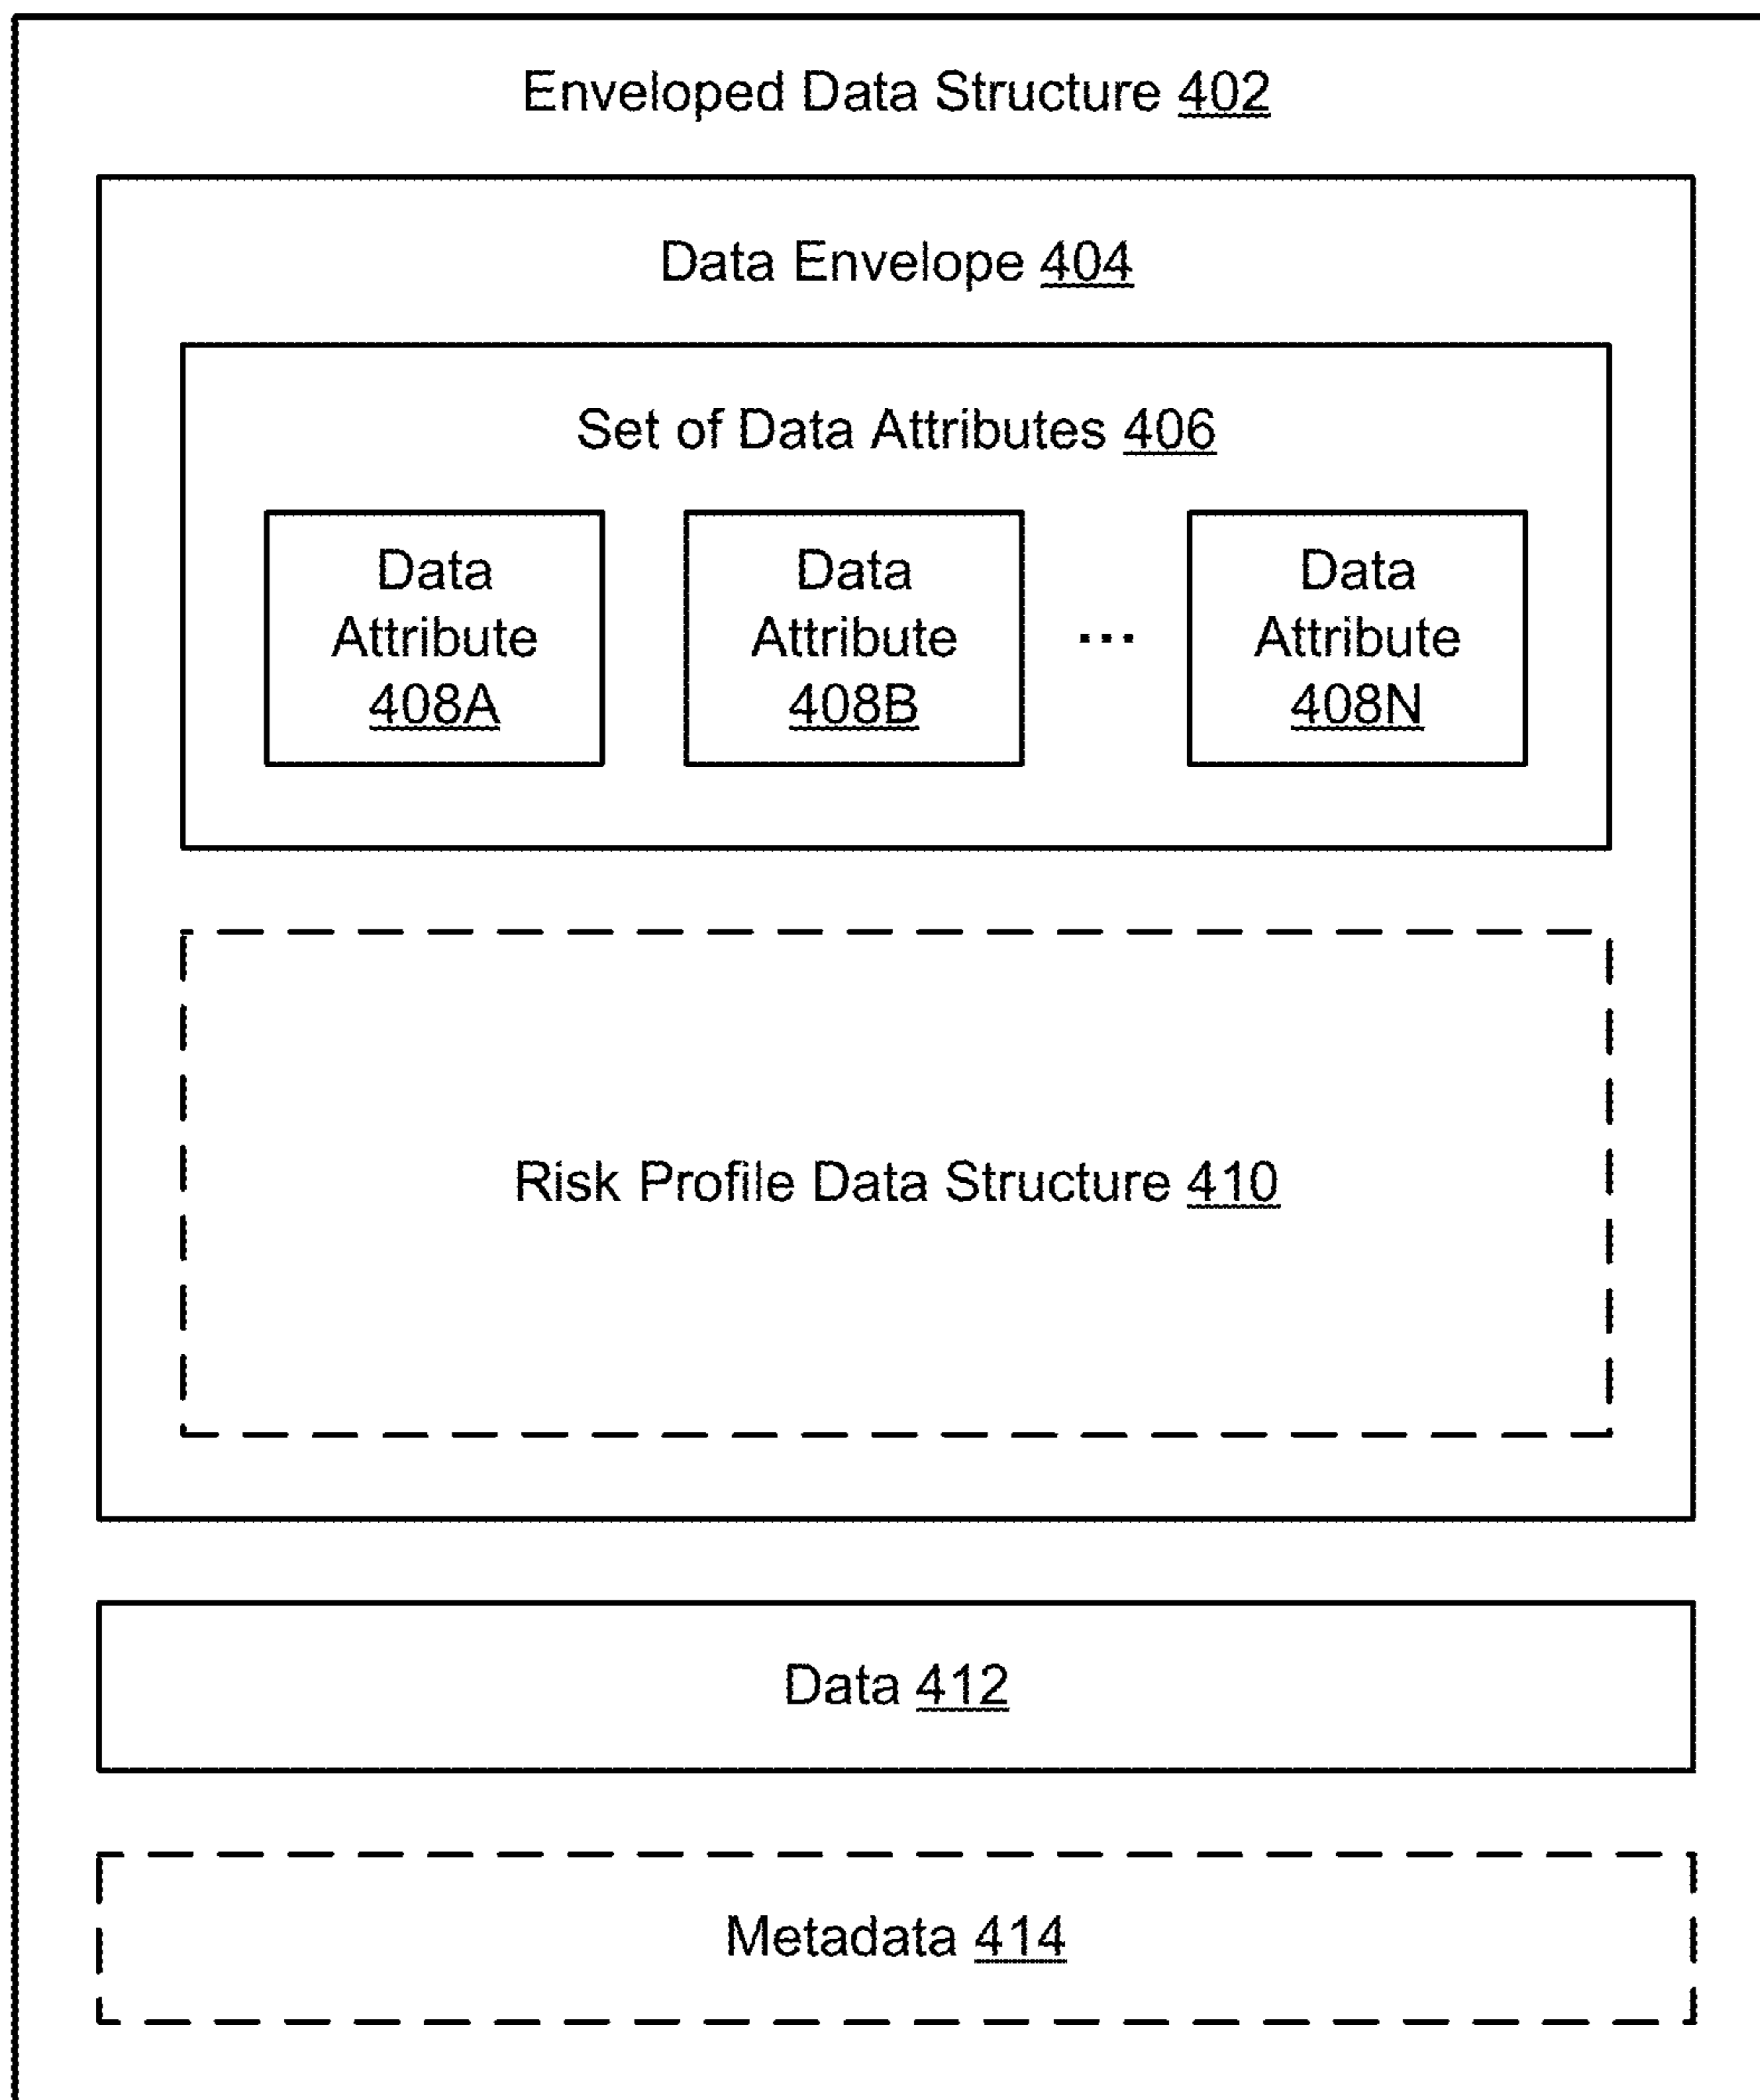 Enveloped Data Structure 402
Data Envelope 404
Set of Data Attributes 406
Data
Attribute
408A
Data
Attribute
408B
...
Data
Attribute
408N
Risk Profile Data Structure 410
Data 412
Metadata 414